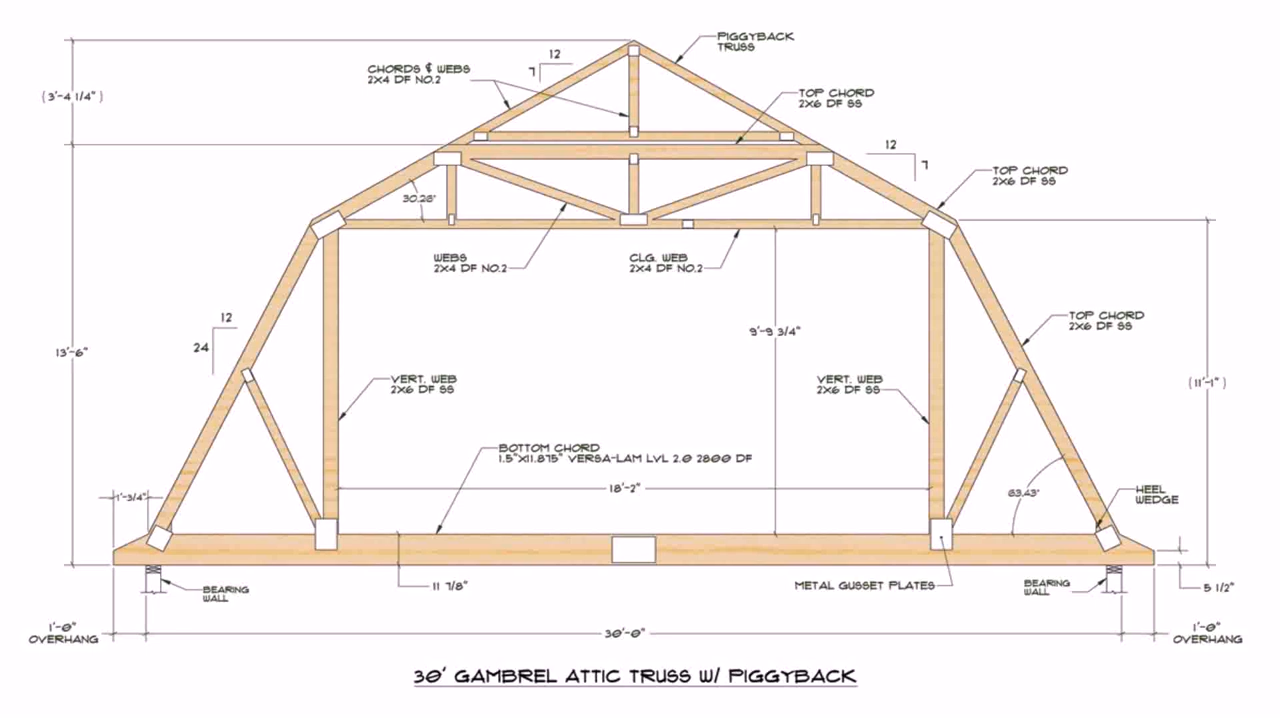 PIGGYBACK
TRUSS
12
7
CHORDS & WEBS
2X4 DF NO.2
(3'-4 1/4")
TOP CHORD
2X6 DF SS
12
7
TOP CHORD
2X6 DF SS
30.26°
WEBS
2X4 DF NO.2
CLG. WEB
2X4 DF NO.2
12
24
9'-9 3/4"
TOP CHORD
2X6 DF SS
13'-6"
(11'-1")
VERT. WEB
2X6 DF SS
VERT. WEB
2X6 DF SS
BOTTOM CHORD
1.5"X11.875" VERSA-LAM LVL 2.0 2800 DF
1'-3/4"
18'-2"
63.43°
HEEL
WEDGE
11 7/8"
BEARING
WALL
METAL GUSSET PLATES
BEARING
WALL
5 1/2"
1'-0"
OVERHANG
30'-0"
1'-0"
OVERHANG
30' GAMBREL ATTIC TRUSS W/ PIGGYBACK